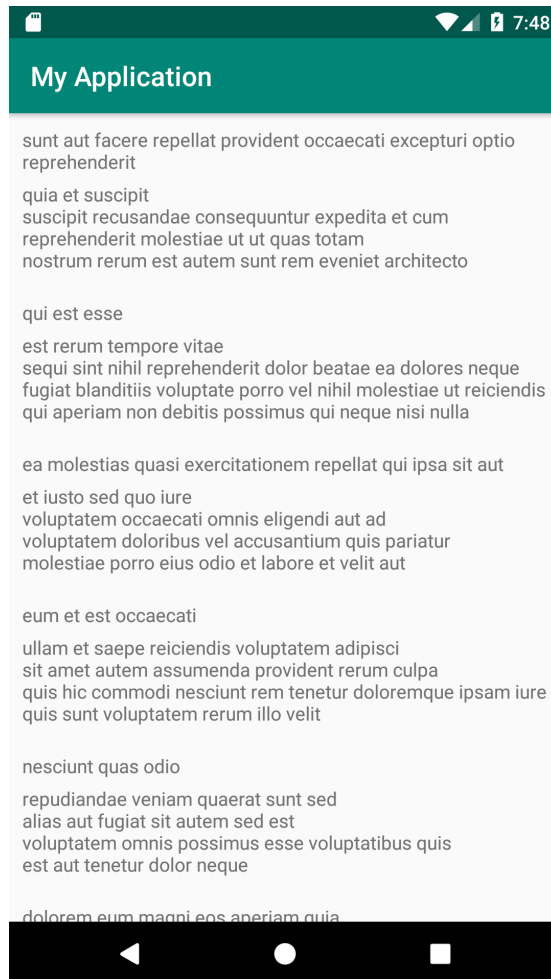 7:48
My Application
sunt aut facere repellat provident occaecati excepturi optio
reprehenderit
quia et suscipit
suscipit recusandae consequuntur expedita et cum
reprehenderit molestiae ut ut quas totam
nostrum rerum est autem sunt rem eveniet architecto
qui est esse
est rerum tempore vitae
sequi sint nihil reprehenderit dolor beatae ea dolores neque
fugiat blanditiis voluptate porro vel nihil molestiae ut reiciendis
qui aperiam non debitis possimus qui neque nisi nulla
ea molestias quasi exercitationem repellat qui ipsa sit aut
et iusto sed quo iure
voluptatem occaecati omnis eligendi aut ad
voluptatem doloribus vel accusantium quis pariatur
molestiae porro eius odio et labore et velit aut
eum et est occaecati
ullam et saepe reiciendis voluptatem adipisci
sit amet autem assumenda provident rerum culpa
quis hic commodi nesciunt rem tenetur doloremque ipsam iure
quis sunt voluptatem rerum illo velit
nesciunt quas odio
repudiandae veniam quaerat sunt sed
alias aut fugiat sit autem sed est
voluptatem omnis possimus esse voluptatibus quis
est aut tenetur dolor neque
dolorem eum magni eos aperiam quia